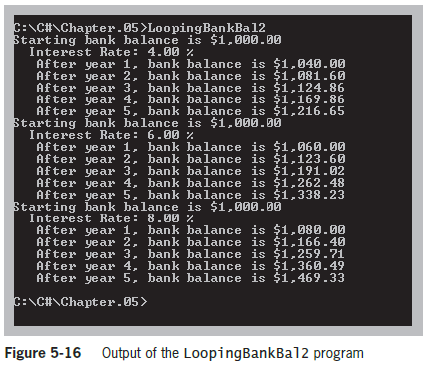 C:\C#\Chapter.05>LoopingBankBal2
Starting bank balance is $1,000.00
Interest Rate: 4.00 %
After year 1, bank balance is $1,040.00
After year 2, bank balance is $1,081.60
After year 3, bank balance is $1,124.86
After year 4, bank balance is $1,169.86
After year 5, bank balance is $1,216.65
Starting bank balance is $1,000.00
Interest Rate: 6.00 %
After year 1, bank balance is $1,060.00
After year 2, bank balance is $1,123.60
After year 3, bank balance is $1,191.02
After year 4, bank balance is $1,262.48
After year 5, bank balance is $1,338.23
Starting bank balance is $1,000.00
Interest Rate: 8.00 %
After year 1, bank balance is $1,080.00
After year 2, bank balance is $1,166.40
After year 3, bank balance is $1,259.71
After year 4, bank balance is $1,360.49
After year 5, bank balance is $1,469.33
C:\C#\Chapter.05>
Figure 5-16 Output of the LoopingBankBal2 program